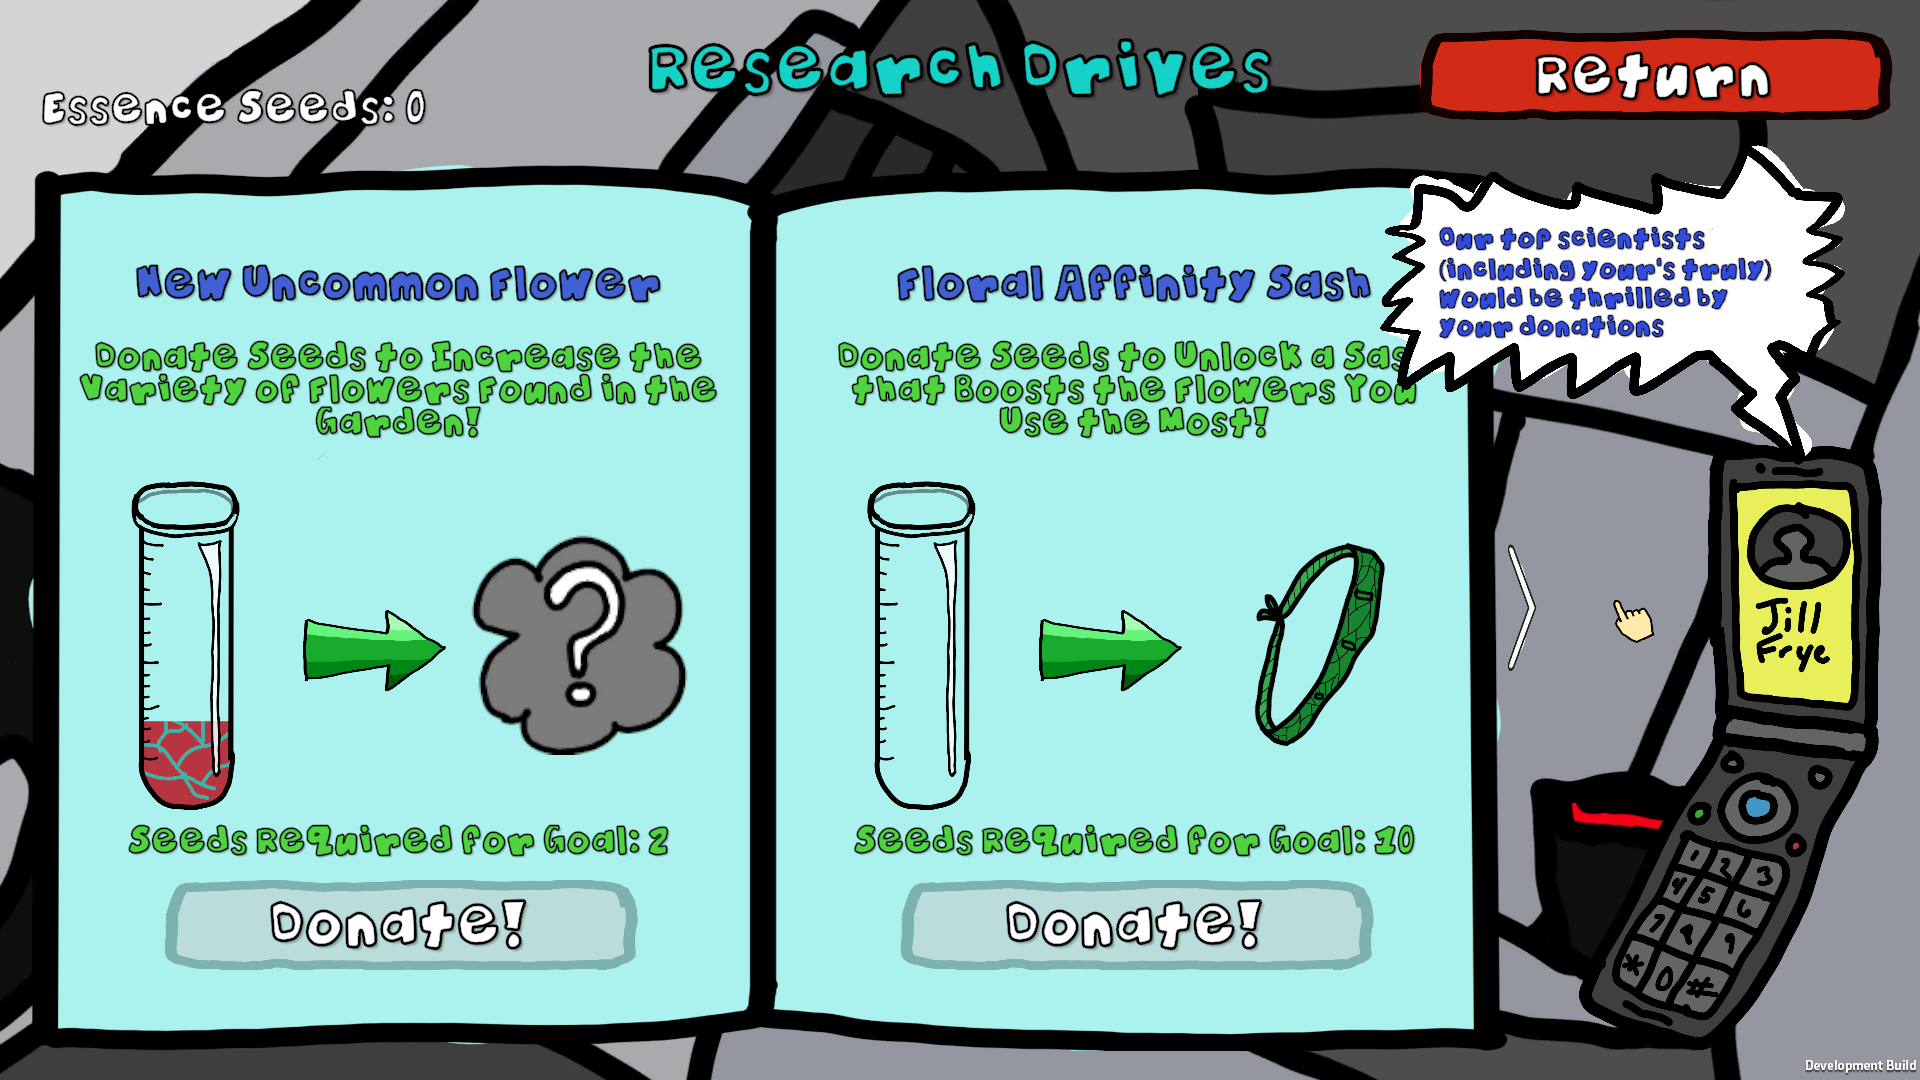 Research Drives
Return
Essence Seeds: 0
New Uncommon Flower
Donate Seeds to Increase the
Variety of Flowers Found in the
Garden!
Seeds Required for Goal: 2
Donate!
Floral Affinity Sash
Donate Seeds to Unlock a Sas
that Boosts the Flowers You
Use the Most!
Seeds Required for Goal: 10
Donate!
Our top scientists
(including your's truly)
would be thrilled by
your donations
Jill
Frye
1 2 3
4 5 6
7 8 9
* 0 #
Development Build